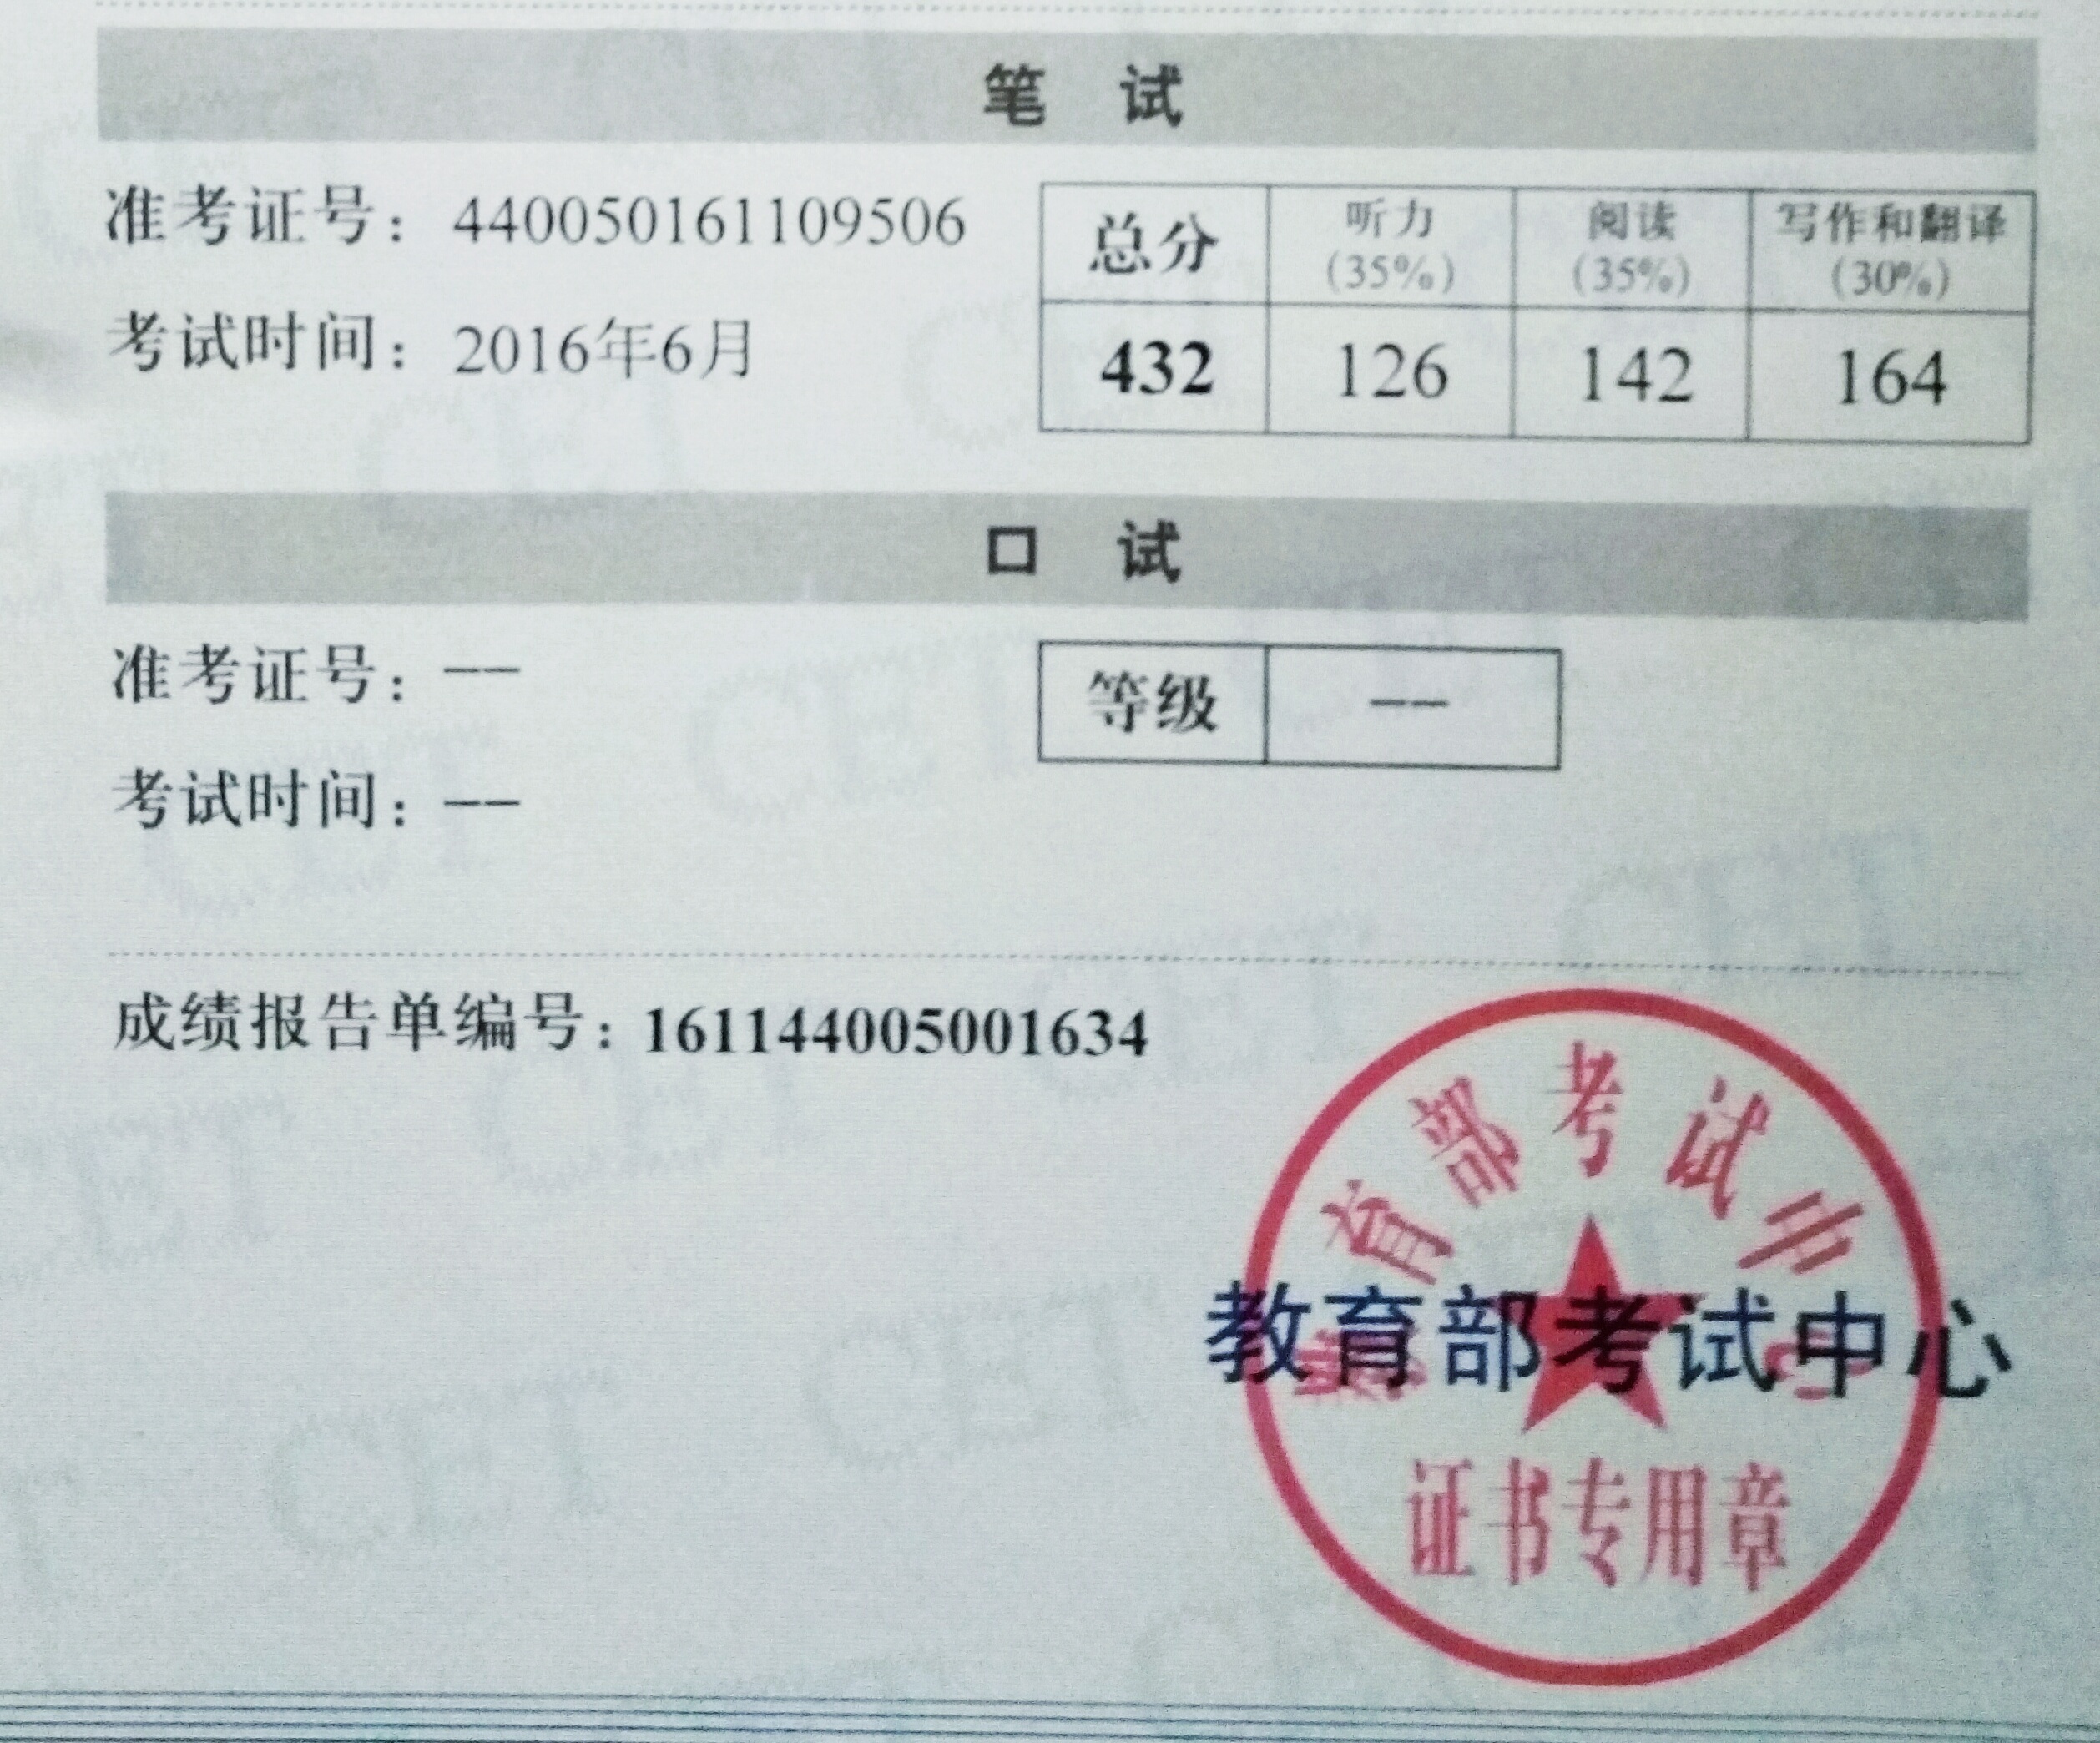 笔 试
准考证号：440050161109506
考试时间：2016年6月
总分 听力 阅读 写作和翻译
(35%) (35%) (30%)
432 126 142 164
口 试
准考证号：——
考试时间：——
等级 ——
成绩报告单编号：161144005001634
教育部考试中心
教育部考试中心
证书专用章
CET